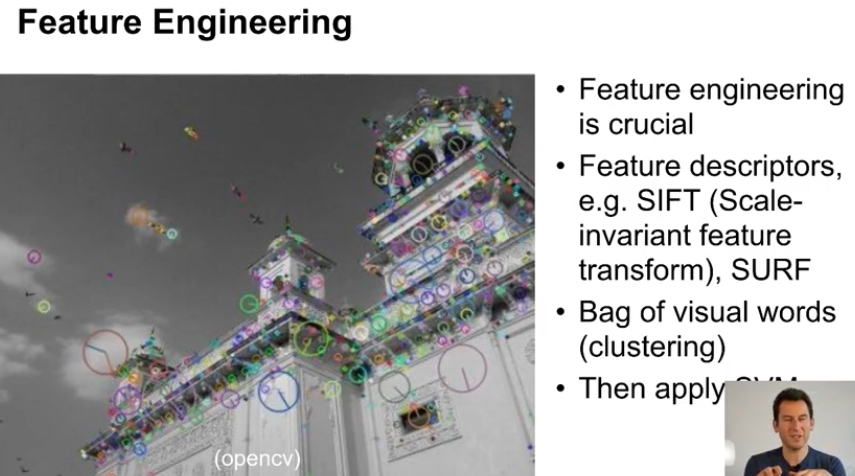 Feature Engineering
• Feature engineering
is crucial
• Feature descriptors,
e.g. SIFT (Scale-
invariant feature
transform), SURF
• Bag of visual words
(clustering)
• Then apply SVM
(opencv)